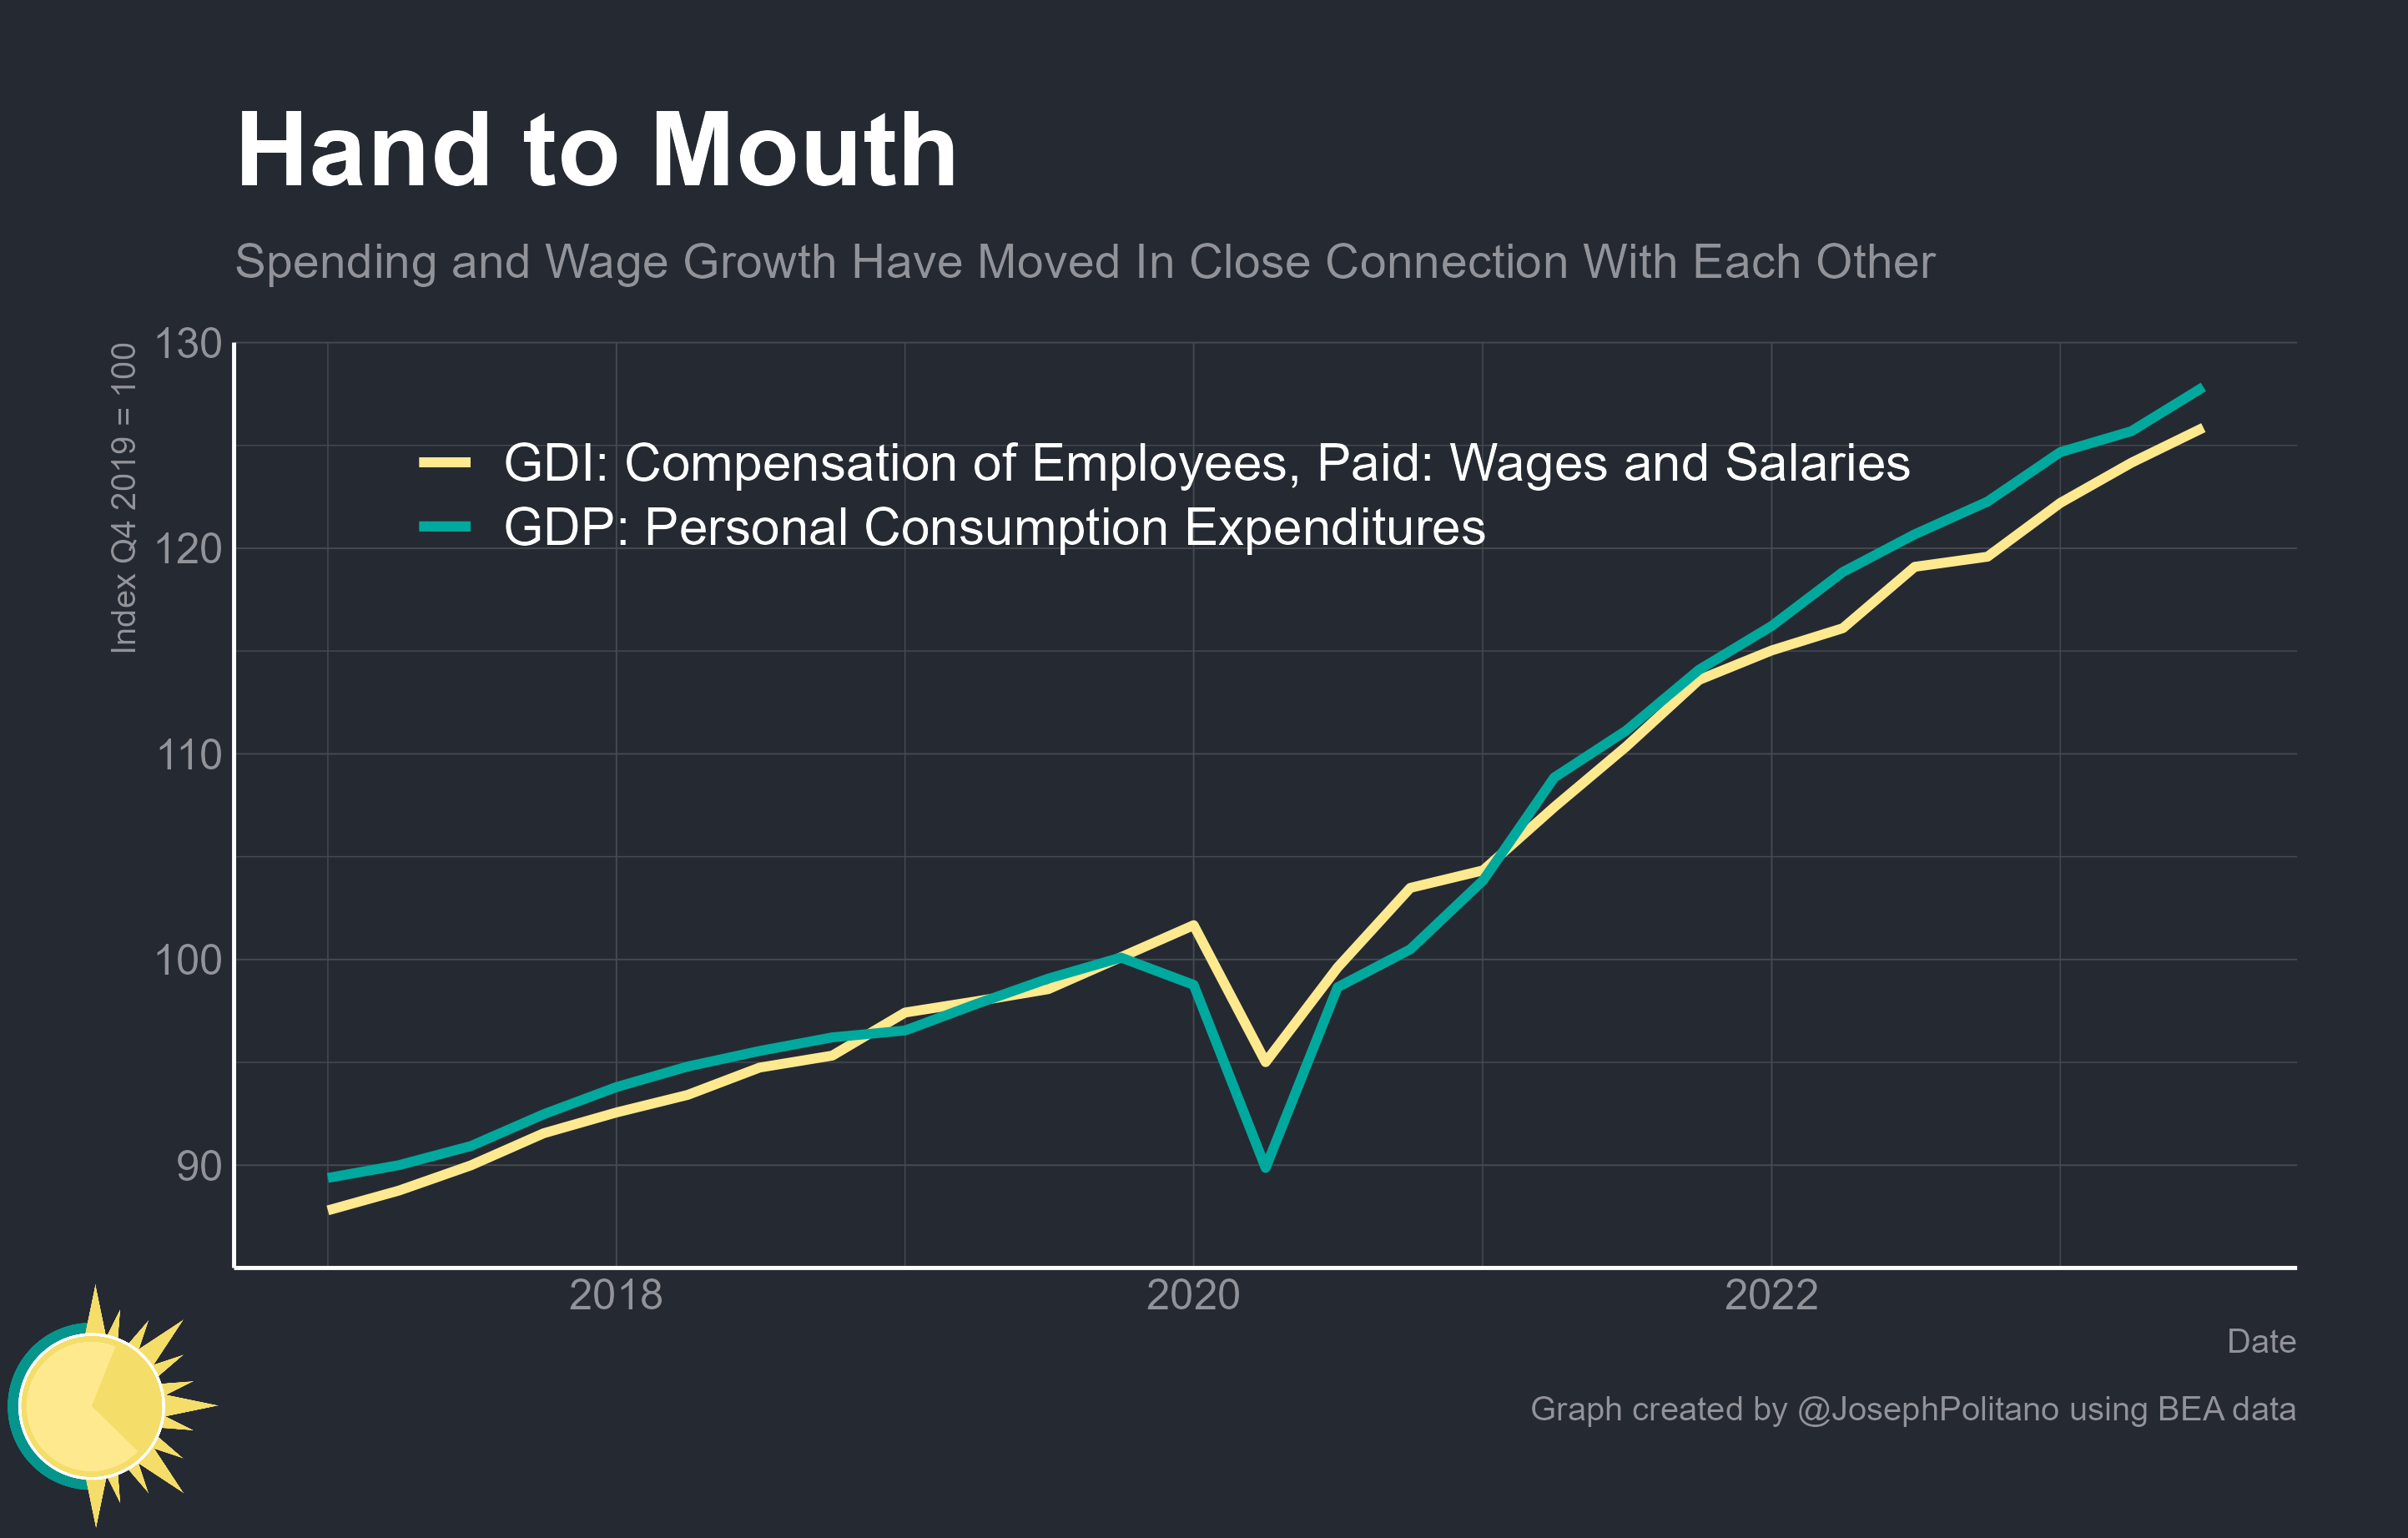 Hand to Mouth
Spending and Wage Growth Have Moved In Close Connection With Each Other
Index Q4 2019 = 100
130
120
110
100
90
GDI: Compensation of Employees, Paid: Wages and Salaries
GDP: Personal Consumption Expenditures
2018
2020
2022
Date
Graph created by @JosephPolitano using BEA data